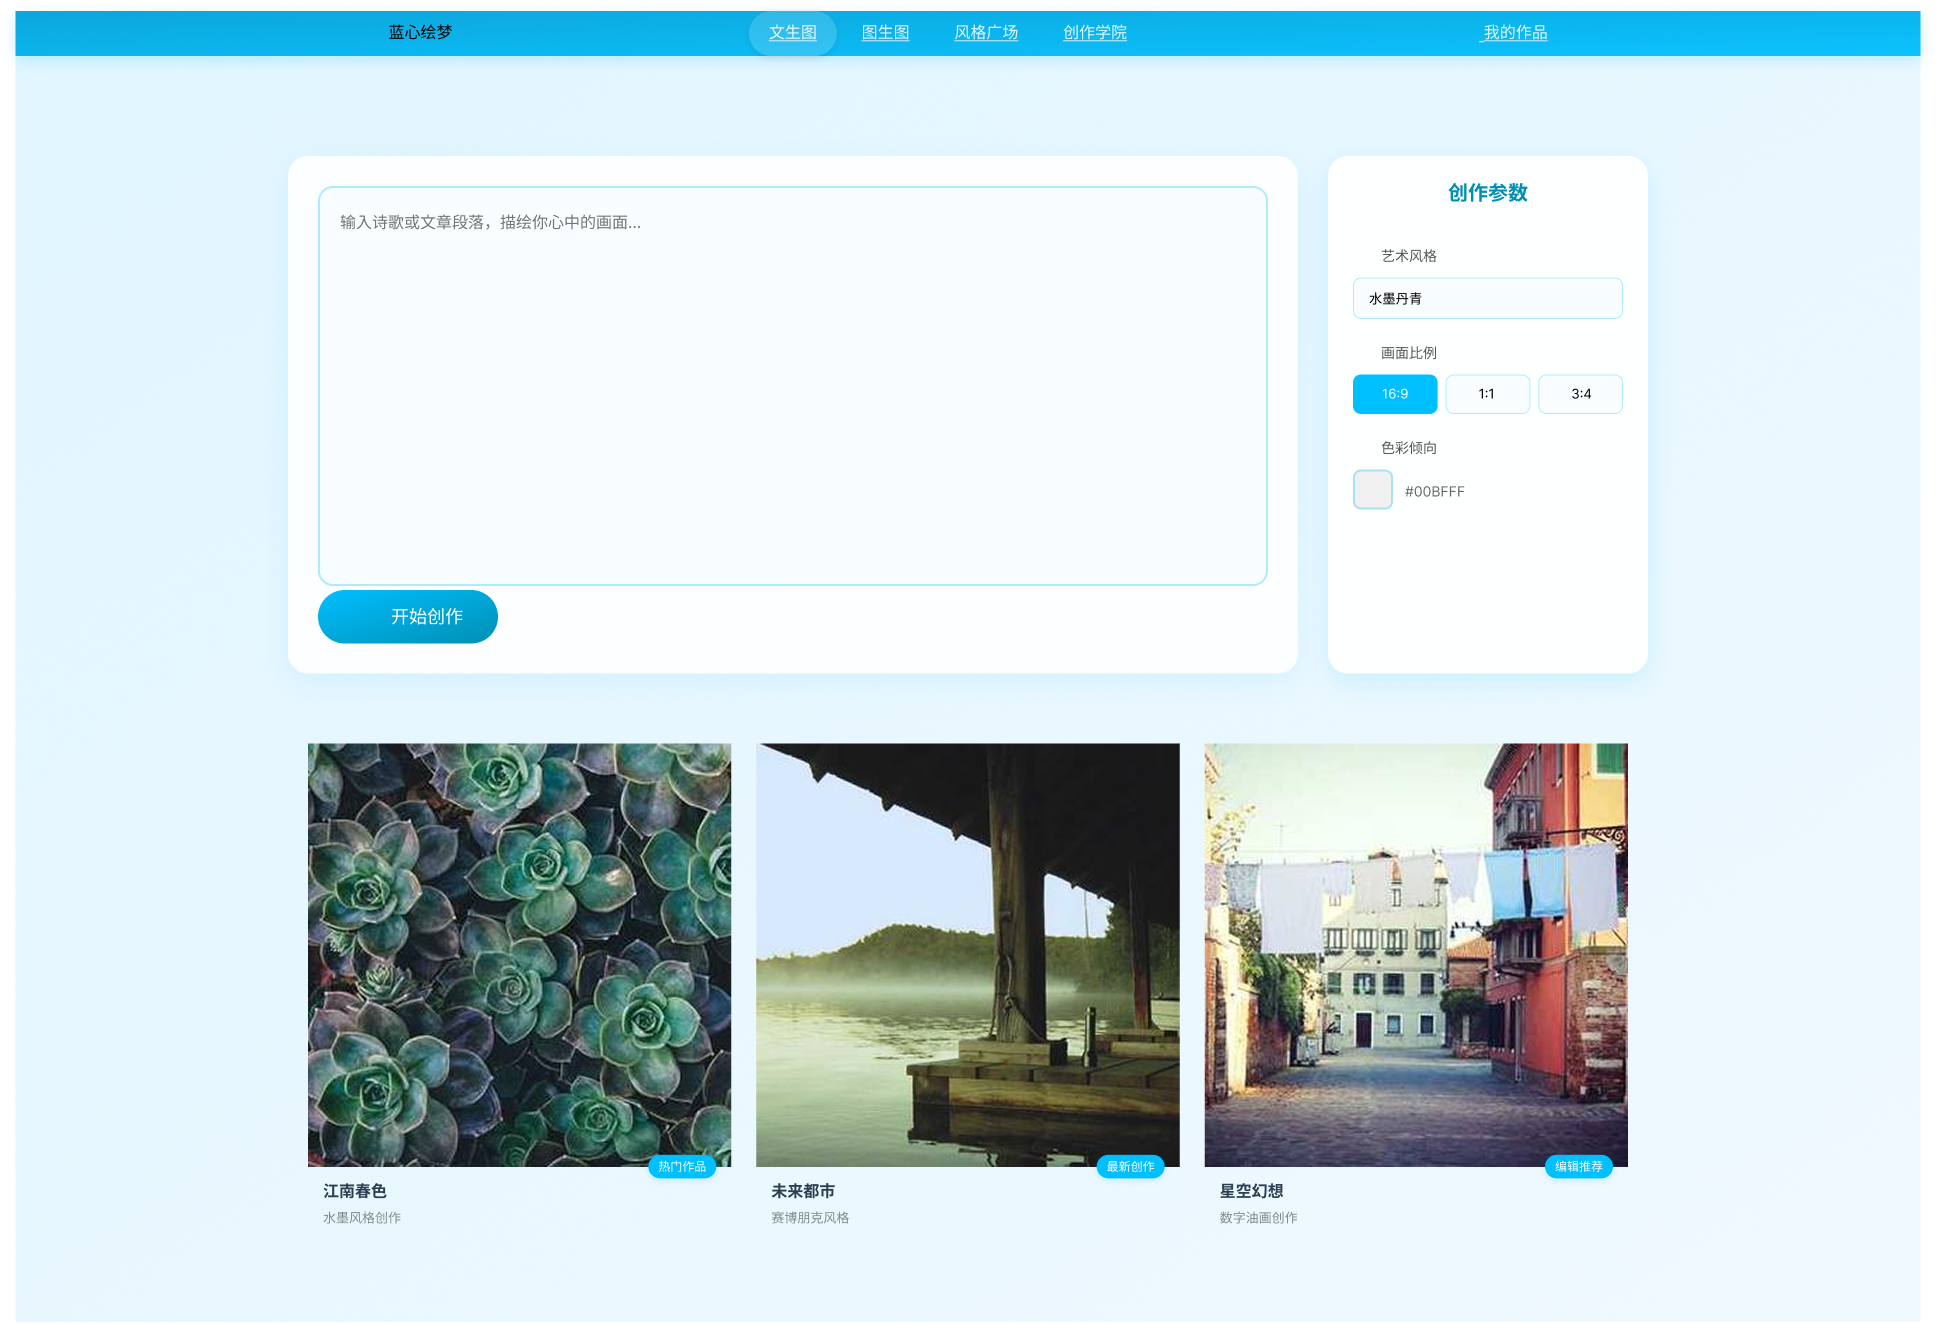 蓝心绘梦
文生图
图生图
风格广场
创作学院
我的作品
输入诗歌或文章段落，描绘你心中的画面...
开始创作
创作参数
艺术风格
水墨丹青
画面比例
16:9
1:1
3:4
色彩倾向
#00BFFF
热门作品
江南春色
水墨风格创作
最新创作
未来都市
赛博朋克风格
编辑推荐
星空幻想
数字油画创作